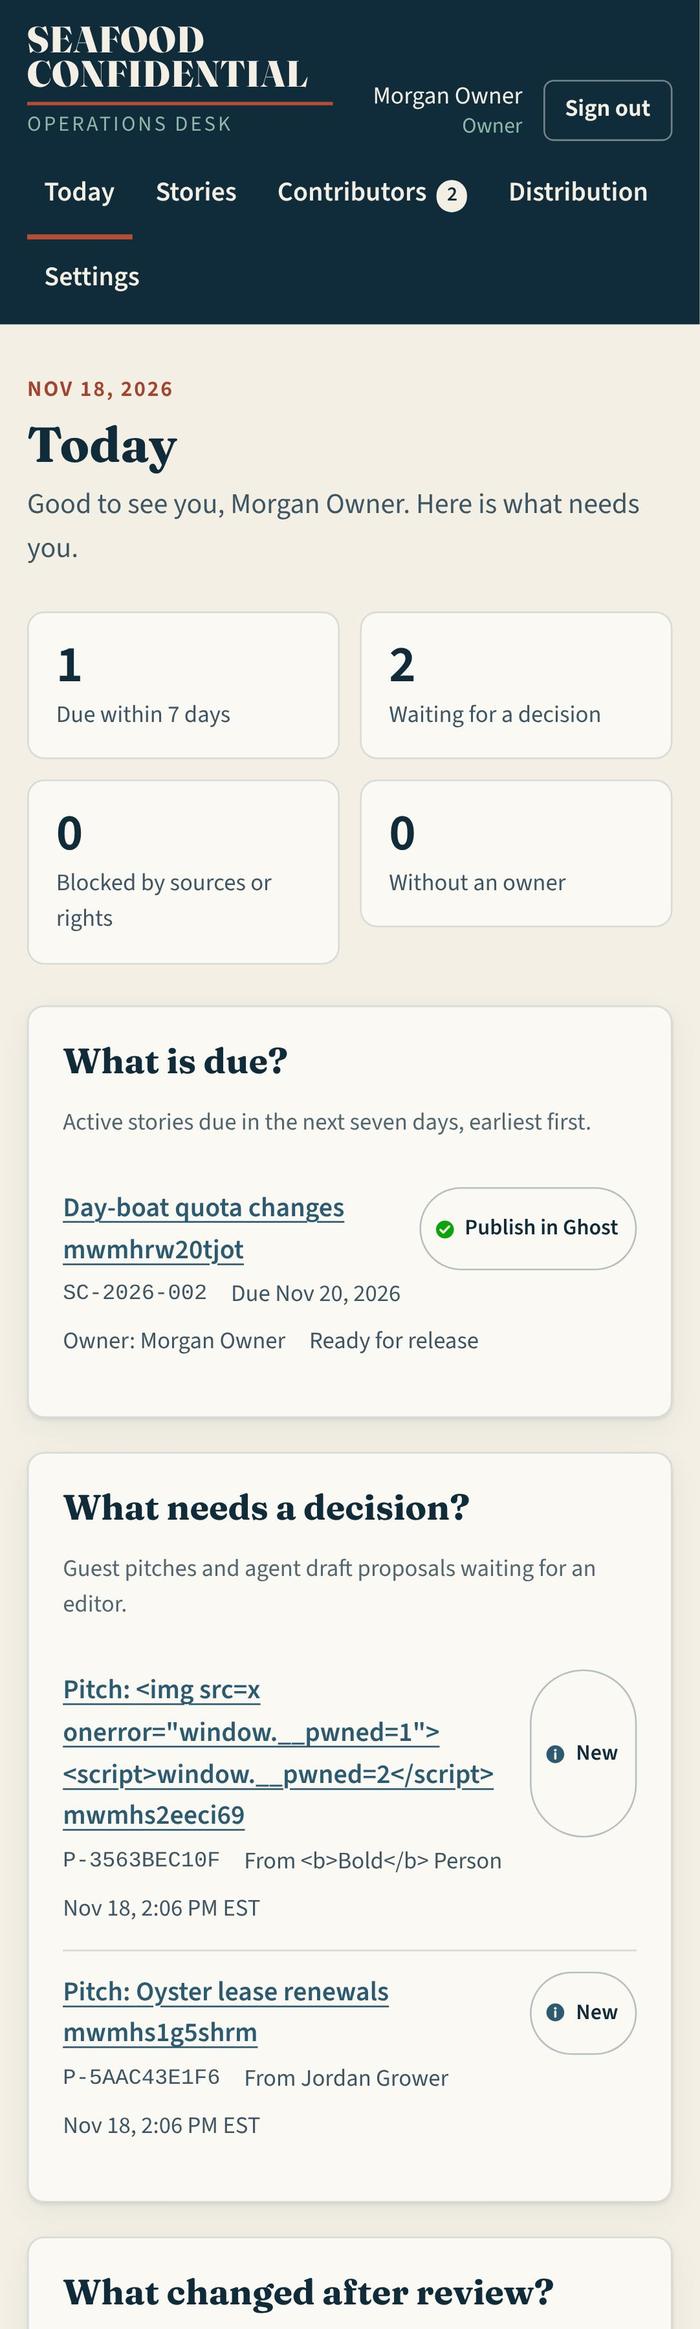 SEAFOOD
CONFIDENTIAL
OPERATIONS DESK
Morgan Owner
Owner
Sign out
Today
Stories
Contributors 2
Distribution
Settings
NOV 18, 2026
Today
Good to see you, Morgan Owner. Here is what needs
you.
1
Due within 7 days
2
Waiting for a decision
0
Blocked by sources or
rights
0
Without an owner
What is due?
Active stories due in the next seven days, earliest first.
Day-boat quota changes
mwmhrw20tjot
Publish in Ghost
SC-2026-002 Due Nov 20, 2026
Owner: Morgan Owner Ready for release
What needs a decision?
Guest pitches and agent draft proposals waiting for an
editor.
Pitch: <img src=x
onerror="window.__pwned=1">
<script>window.__pwned=2</script>
mwmhs2eeci69
New
P-3563BEC10F From <b>Bold</b> Person
Nov 18, 2:06 PM EST
Pitch: Oyster lease renewals
mwmhs1g5shrm
New
P-5AAC43E1F6 From Jordan Grower
Nov 18, 2:06 PM EST
What changed after review?